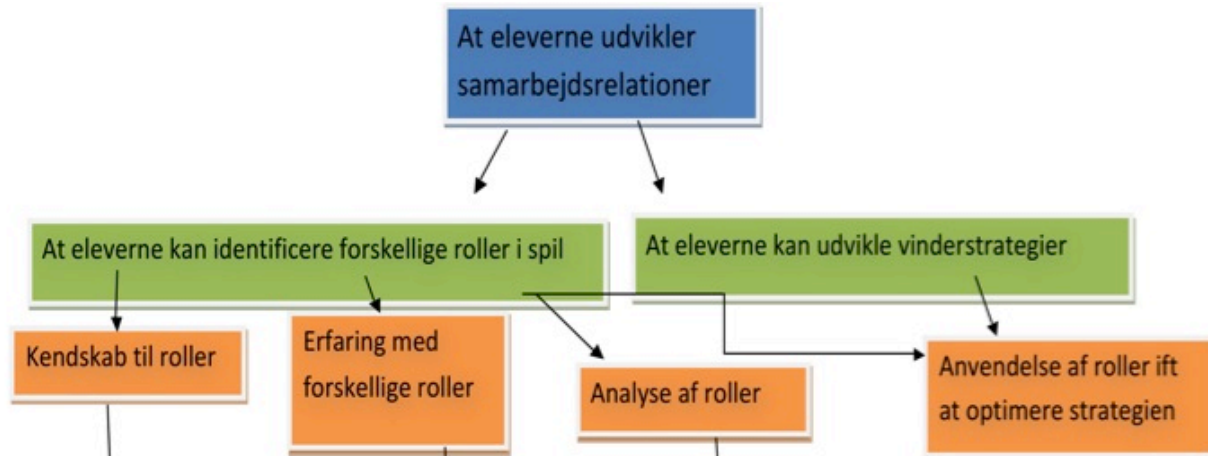 At eleverne udvikler
samarbejdsrelationer
At eleverne kan identificere forskellige roller i spil
At eleverne kan udvikle vinderstrategier
Kendskab til roller
Erfaring med
forskellige roller
Analyse af roller
Anvendelse af roller ift
at optimere strategien